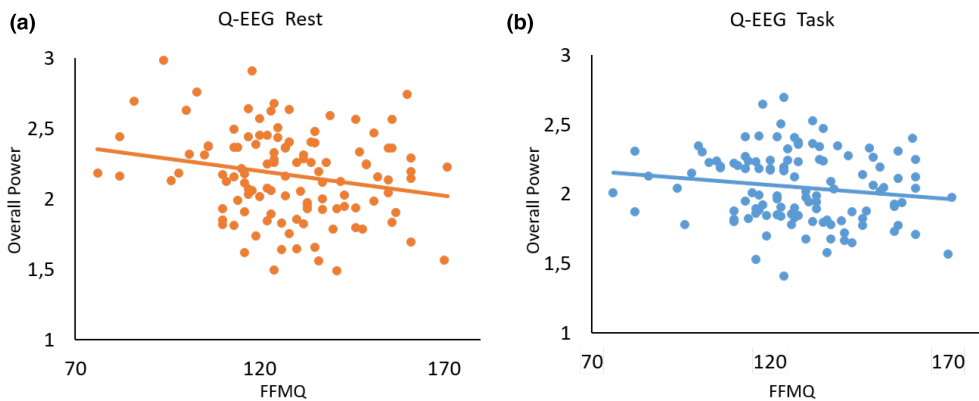 (a)
Q-EEG Rest
Overall Power
3
2,5
2
1,5
1
70
120
170
FFMQ
(b)
Q-EEG Task
Overall Power
3
2,5
2
1,5
1
70
120
170
FFMQ